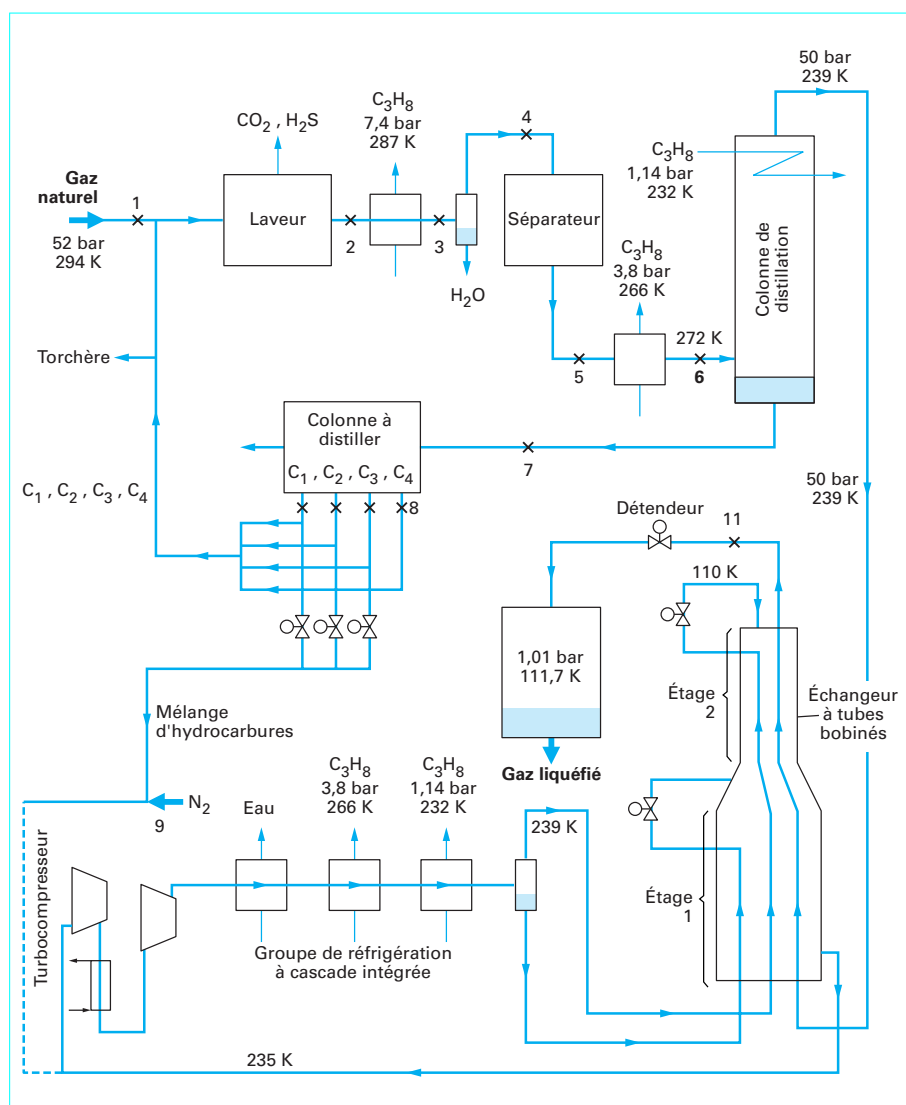 50 bar
239 K
C3H8
7,4 bar
287 K
4
CO2 , H2S
C3H8
1,14 bar
232 K
Gaz
naturel
1
Laveur
Séparateur
Colonne de
distillation
52 bar
294 K
2
3
C3H8
3,8 bar
266 K
H2O
272 K
Torchère
5
6
Colonne à
distiller
C1 , C2 , C3 , C4
7
C1 , C2 , C3 , C4
8
50 bar
239 K
Détendeur
11
110 K
1,01 bar
111,7 K
Étage
2
Échangeur
à tubes
bobinés
Mélange
d'hydrocarbures
Gaz liquéfié
N2
9
Eau
C3H8
3,8 bar
266 K
C3H8
1,14 bar
232 K
239 K
Turbocompresseur
Étage
1
Groupe de réfrigération
à cascade intégrée
235 K